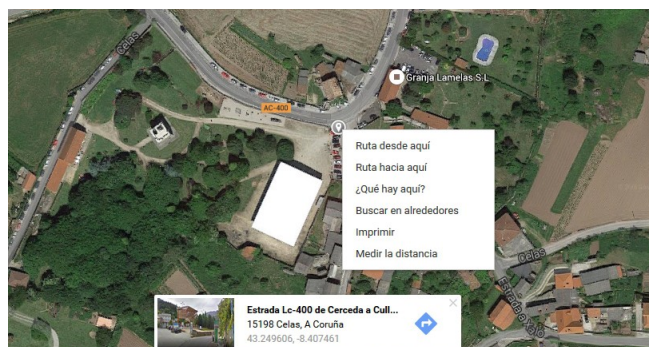 Celas
Granja Lamelas S.L
AC-400
Ruta desde aquí
Ruta hacia aquí
¿Qué hay aquí?
Buscar en alrededores
Imprimir
Medir la distancia
Celas
Estrada Lc-400 de Cerceda a Cull...
15198 Celas, A Coruña
43.249606, -8.407461